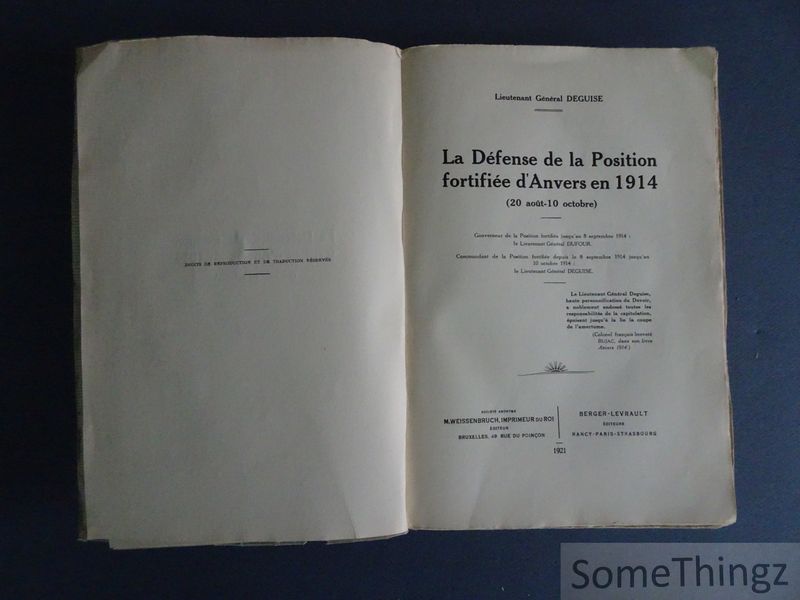 DROITS DE REPRODUCTION ET DE TRADUCTION RÉSERVÉS
Lieutenant Général DEGUISE
La Défense de la Position
fortifiée d'Anvers en 1914
(20 août-10 octobre)
Gouverneur de la Position fortifiée jusqu'au 8 septembre 1914 :
le Lieutenant Général DUFOUR.
Commandant de la Position fortifiée depuis le 8 septembre 1914 jusqu'au
10 octobre 1914 :
le Lieutenant Général DEGUISE.
Le Lieutenant Général Deguise,
haute personnification du Devoir,
a noblement endossé toutes les
responsabilités de la capitulation,
épuisant jusqu'à la lie la coupe
de l'amertume.
(Colonel français breveté
BUJAC, dans son livre
Anvers 1914.)
SOCIÉTÉ ANONYME
M. WEISSENBRUCH, IMPRIMEUR DU ROI
ÉDITEUR
BRUXELLES, 49 RUE DU POINÇON
BERGER-LEVRAULT
ÉDITEURS
NANCY-PARIS-STRASBOURG
1921
SomeThingz